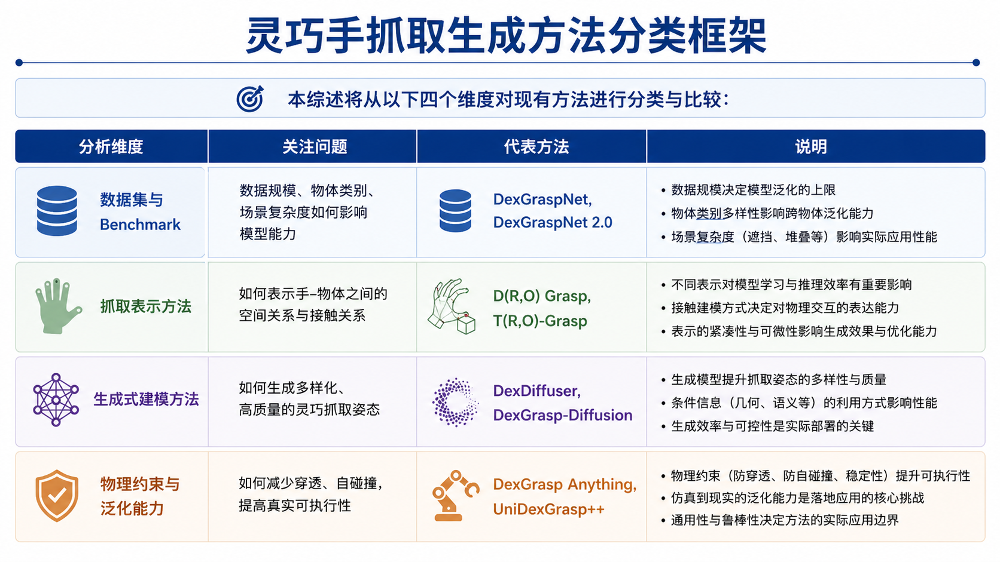 灵巧手抓取生成方法分类框架
本综述将从以下四个维度对现有方法进行分类与比较：
分析维度
关注问题
代表方法
说明
数据集与
Benchmark
数据规模、物体类别、
场景复杂度如何影响
模型能力
DexGraspNet,
DexGraspNet 2.0
• 数据规模决定模型泛化的上限
• 物体类别多样性影响跨物体泛化能力
• 场景复杂度（遮挡、堆叠等）影响实际应用性能
抓取表示方法
如何表示手–物体之间的
空间关系与接触关系
D(R,O) Grasp,
T(R,O)-Grasp
• 不同表示对模型学习与推理效率有重要影响
• 接触建模方式决定对物理交互的表达能力
• 表示的紧凑性与可微性影响生成效果与优化能力
生成式建模方法
如何生成多样化、
高质量的灵巧抓取姿态
DexDiffuser,
DexGrasp-Diffusion
• 生成模型提升抓取姿态的多样性与质量
• 条件信息（几何、语义等）的利用方式影响性能
• 生成效率与可控性是实际部署的关键
物理约束与
泛化能力
如何减少穿透、自碰撞，
提高真实可执行性
DexGrasp Anything,
UniDexGrasp++
• 物理约束（防穿透、防自碰撞、稳定性）提升可执行性
• 仿真到现实的泛化能力是落地应用的核心挑战
• 通用性与鲁棒性决定方法的实际应用边界